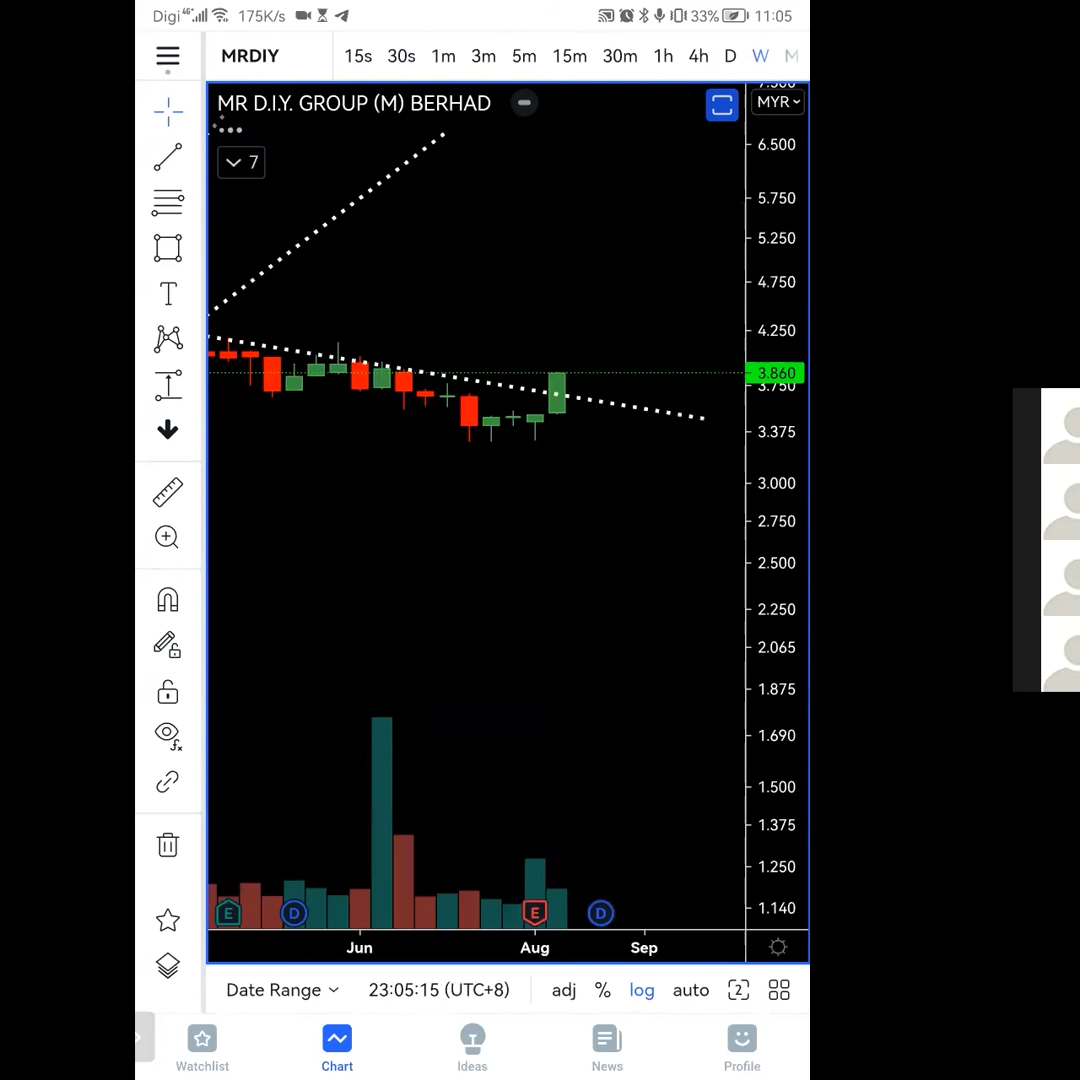 Digi 4G 175K/s 33% 11:05
MRDIY 15s 30s 1m 3m 5m 15m 30m 1h 4h D W M
MR D.I.Y. GROUP (M) BERHAD
MYR
7
7.500
6.500
5.750
5.250
4.750
4.250
3.860
3.750
3.375
3.000
2.750
2.500
2.250
2.065
1.875
1.690
1.500
1.375
1.250
1.140
E D E D
Jun Aug Sep
Date Range 23:05:15 (UTC+8) adj % log auto 2
Watchlist Chart Ideas News Profile